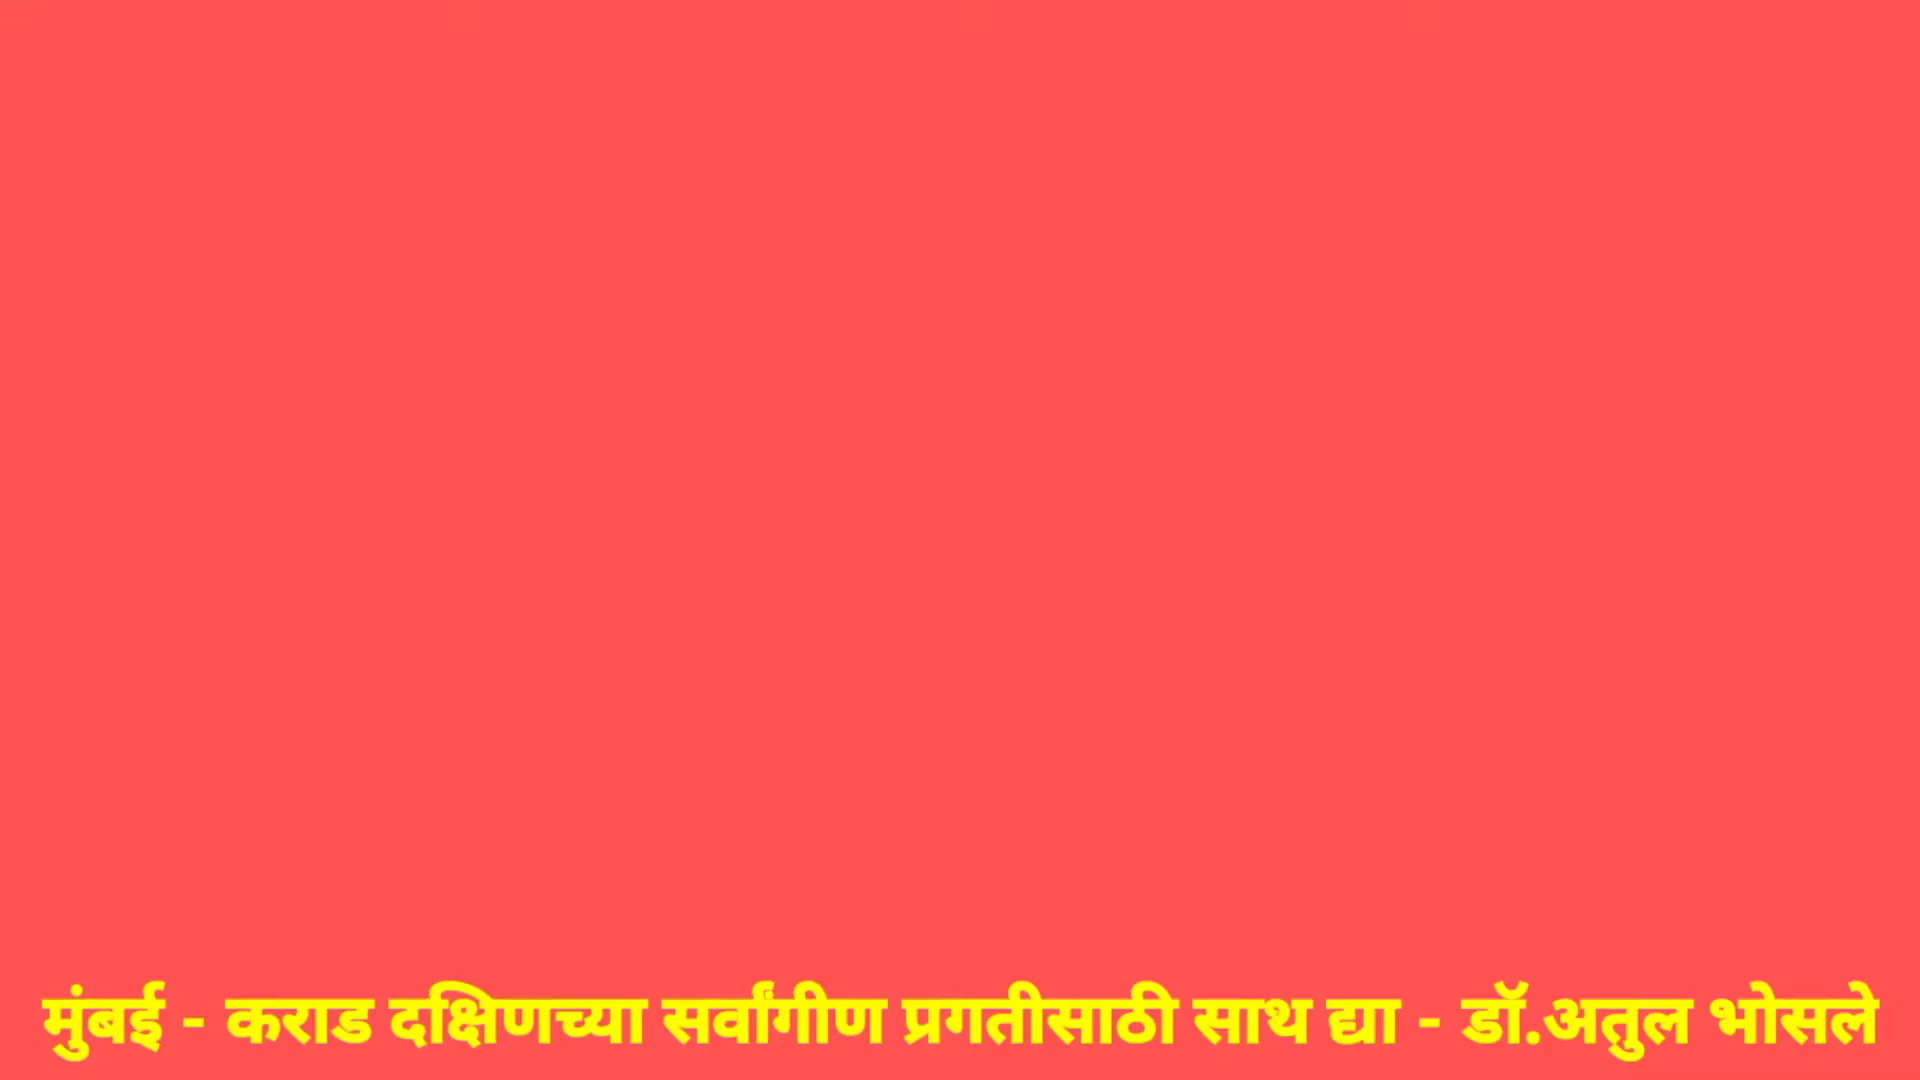 मुंबई - कराड दक्षिणच्या सर्वांगीण प्रगतीसाठी साथ द्या - डॉ.अतुल भोसले